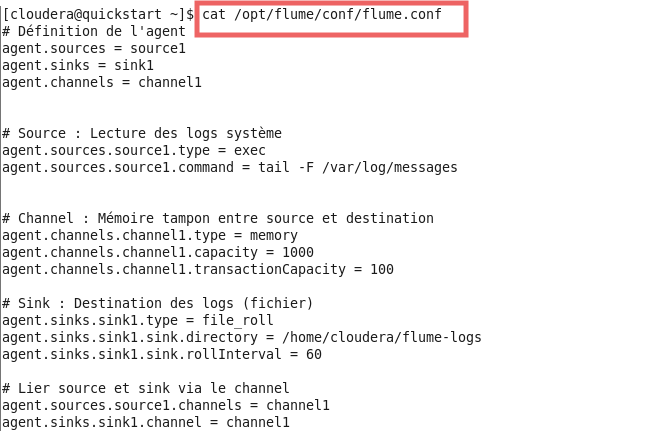 [cloudera@quickstart ~]$ cat /opt/flume/conf/flume.conf
# Définition de l'agent
agent.sources = source1
agent.sinks = sink1
agent.channels = channel1
# Source : Lecture des logs système
agent.sources.source1.type = exec
agent.sources.source1.command = tail -F /var/log/messages
# Channel : Mémoire tampon entre source et destination
agent.channels.channel1.type = memory
agent.channels.channel1.capacity = 1000
agent.channels.channel1.transactionCapacity = 100
# Sink : Destination des logs (fichier)
agent.sinks.sink1.type = file_roll
agent.sinks.sink1.sink.directory = /home/cloudera/flume-logs
agent.sinks.sink1.sink.rollInterval = 60
# Lier source et sink via le channel
agent.sources.source1.channels = channel1
agent.sinks.sink1.channel = channel1